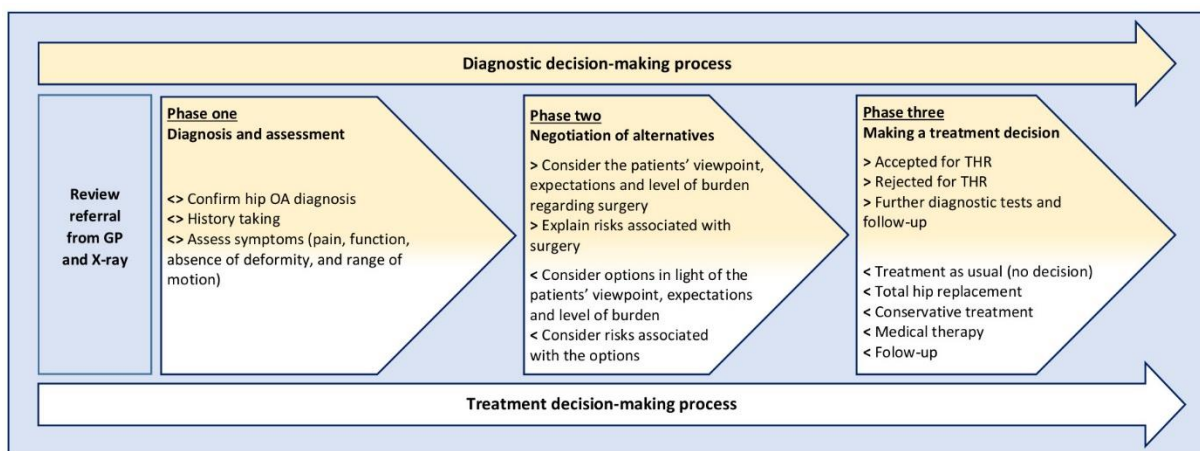 Diagnostic decision-making process
Review
referral
from GP
and X-ray
Phase one
Diagnosis and assessment
<> Confirm hip OA diagnosis
<> History taking
<> Assess symptoms (pain, function,
absence of deformity, and range of
motion)
Phase two
Negotiation of alternatives
> Consider the patients’ viewpoint,
expectations and level of burden
regarding surgery
> Explain risks associated with
surgery
< Consider options in light of the
patients’ viewpoint, expectations
and level of burden
< Consider risks associated
with the options
Phase three
Making a treatment decision
> Accepted for THR
> Rejected for THR
> Further diagnostic tests and
follow-up
< Treatment as usual (no decision)
< Total hip replacement
< Conservative treatment
< Medical therapy
< Folow-up
Treatment decision-making process